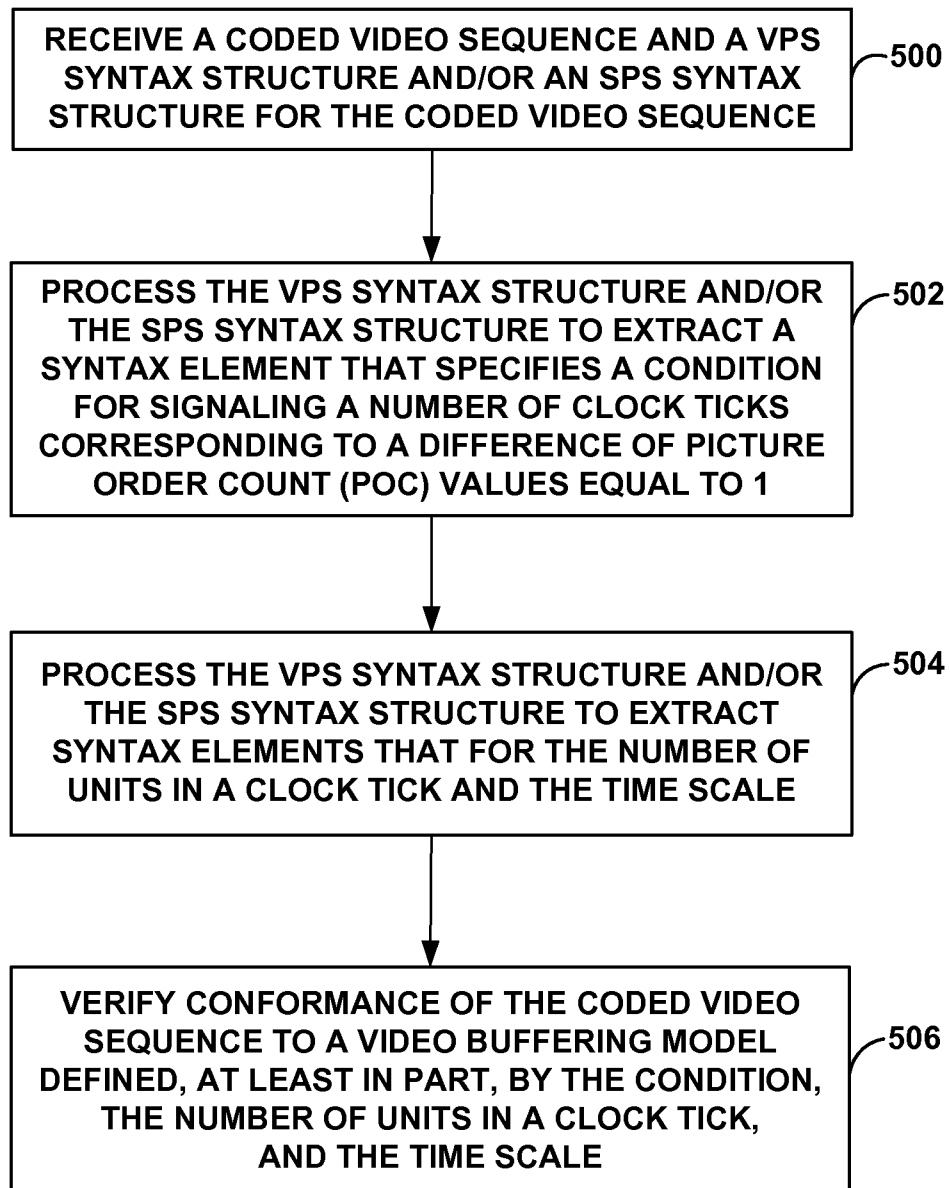 RECEIVE A CODED VIDEO SEQUENCE AND A VPS
SYNTAX STRUCTURE AND/OR AN SPS SYNTAX
STRUCTURE FOR THE CODED VIDEO SEQUENCE
500
PROCESS THE VPS SYNTAX STRUCTURE AND/OR
THE SPS SYNTAX STRUCTURE TO EXTRACT A
SYNTAX ELEMENT THAT SPECIFIES A CONDITION
FOR SIGNALING A NUMBER OF CLOCK TICKS
CORRESPONDING TO A DIFFERENCE OF PICTURE
ORDER COUNT (POC) VALUES EQUAL TO 1
502
PROCESS THE VPS SYNTAX STRUCTURE AND/OR
THE SPS SYNTAX STRUCTURE TO EXTRACT
SYNTAX ELEMENTS THAT FOR THE NUMBER OF
UNITS IN A CLOCK TICK AND THE TIME SCALE
504
VERIFY CONFORMANCE OF THE CODED VIDEO
SEQUENCE TO A VIDEO BUFFERING MODEL
DEFINED, AT LEAST IN PART, BY THE CONDITION,
THE NUMBER OF UNITS IN A CLOCK TICK,
AND THE TIME SCALE
506